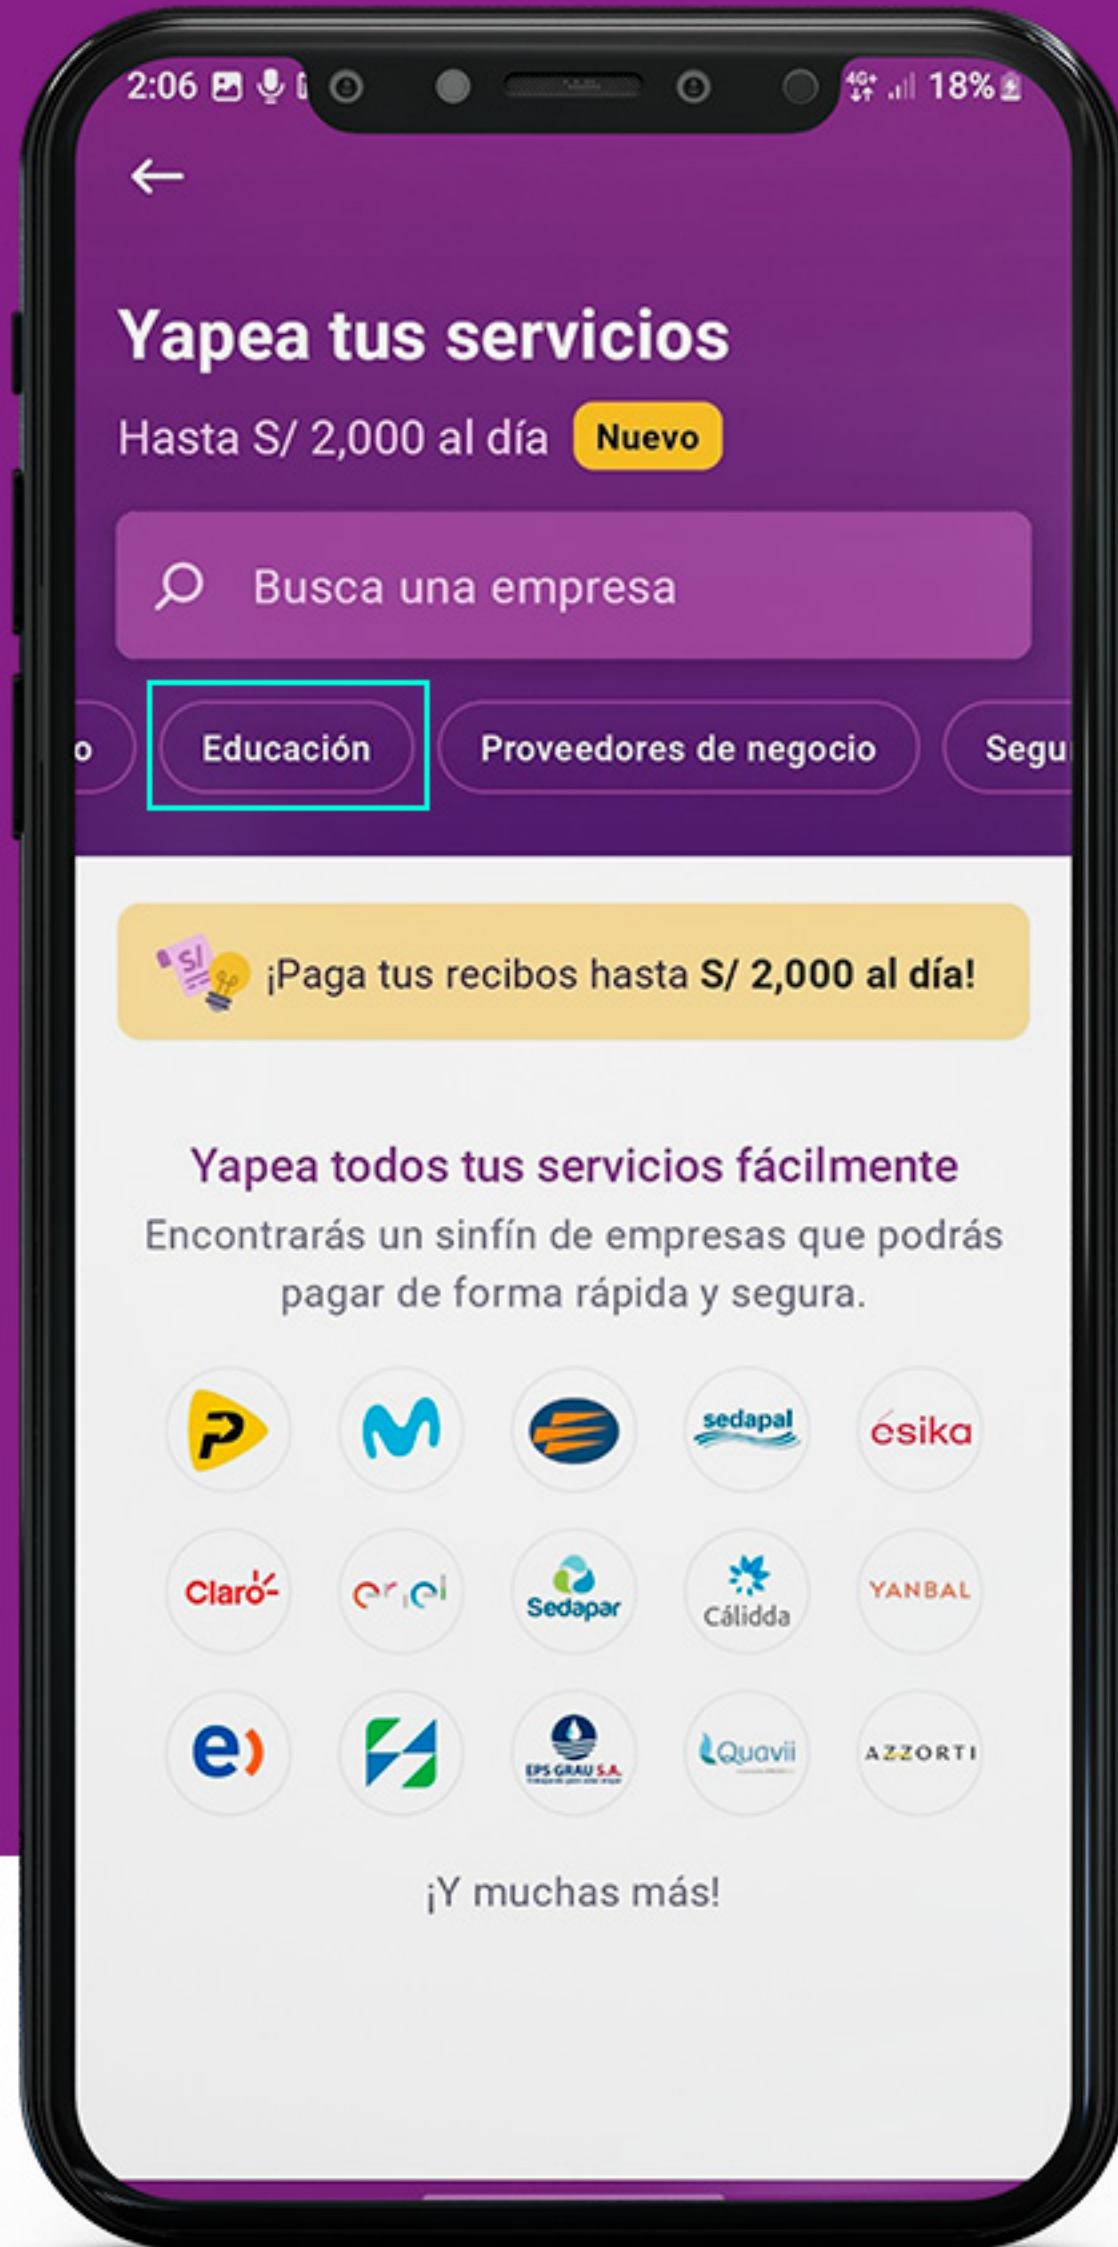 2:06
4G+
18%
Yapea tus servicios
Hasta S/ 2,000 al día
Nuevo
Busca una empresa
o
Educación
Proveedores de negocio
Segu
S/
¡Paga tus recibos hasta S/ 2,000 al día!
Yapea todos tus servicios fácilmente
Encontrarás un sinfín de empresas que podrás
pagar de forma rápida y segura.
P
sedapal
ésika
Claro
enel
Sedapar
Cálidda
YANBAL
e)
EPS GRAU S.A.
Quavii
AZZORTI
¡Y muchas más!